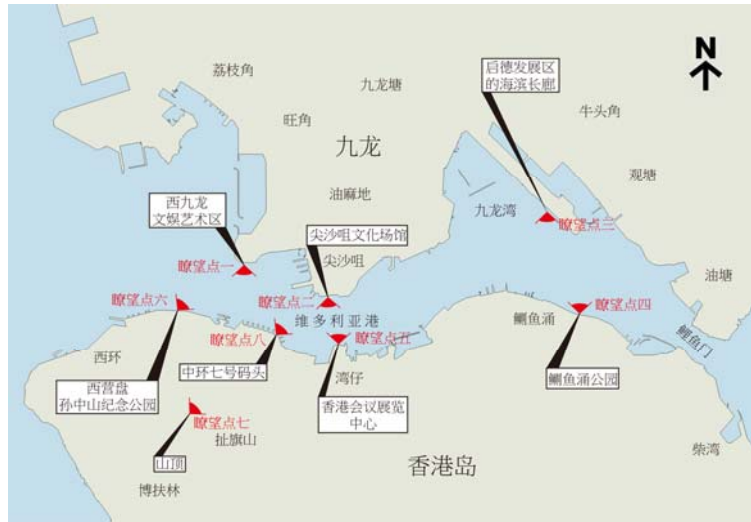 N
启德发展区
的海滨长廊
荔枝角
九龙塘
牛头角
旺角
九龙
观塘
油麻地
西九龙
文娱艺术区
九龙湾
瞭望点三
尖沙咀文化场馆
尖沙咀
瞭望点一
油塘
瞭望点六
瞭望点二
瞭望点四
维多利亚港
鲗鱼涌
瞭望点八
瞭望点五
鲤鱼门
西环
中环七号码头
湾仔
鲗鱼涌公园
西营盘
孙中山纪念公园
香港会议展览
中心
瞭望点七
扯旗山
柴湾
山顶
香港岛
博扶林